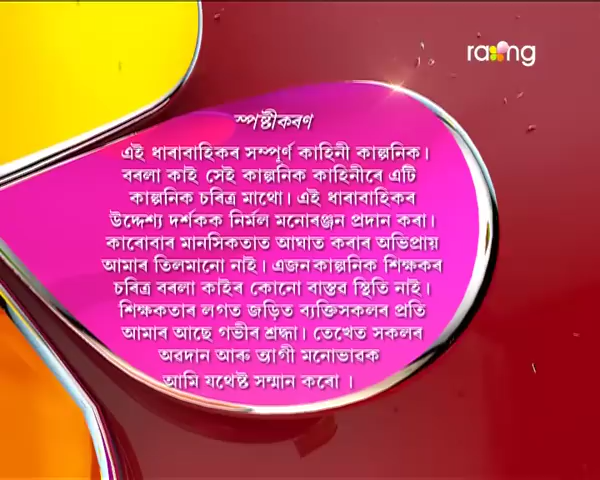 rang
স্পষ্টীকৰণ
এই ধাৰাবাহিকৰ সম্পূৰ্ণ কাহিনী কাল্পনিক।
বৰলা কাই সেই কাল্পনিক কাহিনীৰে এটি
কাল্পনিক চৰিত্ৰ মাথো। এই ধাৰাবাহিকৰ
উদ্দেশ্য দৰ্শকক নিৰ্মল মনোৰঞ্জন প্ৰদান কৰা।
কাৰোবাৰ মানসিকতাত আঘাত কৰাৰ অভিপ্ৰায়
আমাৰ তিলমানো নাই। এজন কাল্পনিক শিক্ষকৰ
চৰিত্ৰ বৰলা কাইৰ কোনো বাস্তৱ স্থিতি নাই।
শিক্ষকতাৰ লগত জড়িত ব্যক্তিসকলৰ প্ৰতি
আমাৰ আছে গভীৰ শ্ৰদ্ধা। তেখেত সকলৰ
অৱদান আৰু ত্যাগী মনোভাৱক
আমি যথেষ্ট সন্মান কৰো ।